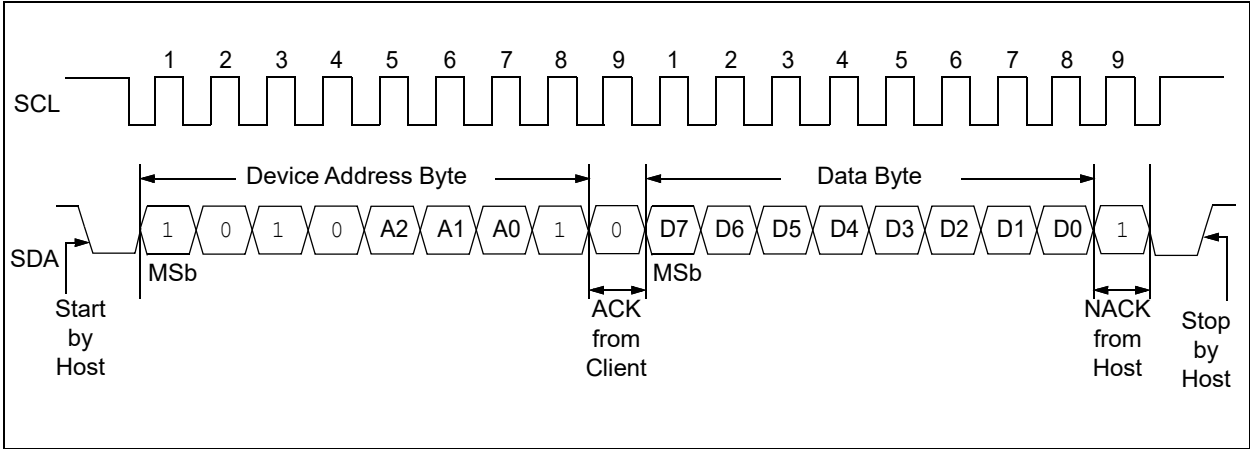 1 2 3 4 5 6 7 8 9 1 2 3 4 5 6 7 8 9
SCL
Device Address Byte
Data Byte
SDA
1 0 1 0 A2 A1 A0 1 0 D7 D6 D5 D4 D3 D2 D1 D0 1
MSb
MSb
Start
by
Host
ACK
from
Client
NACK
from
Host
Stop
by
Host